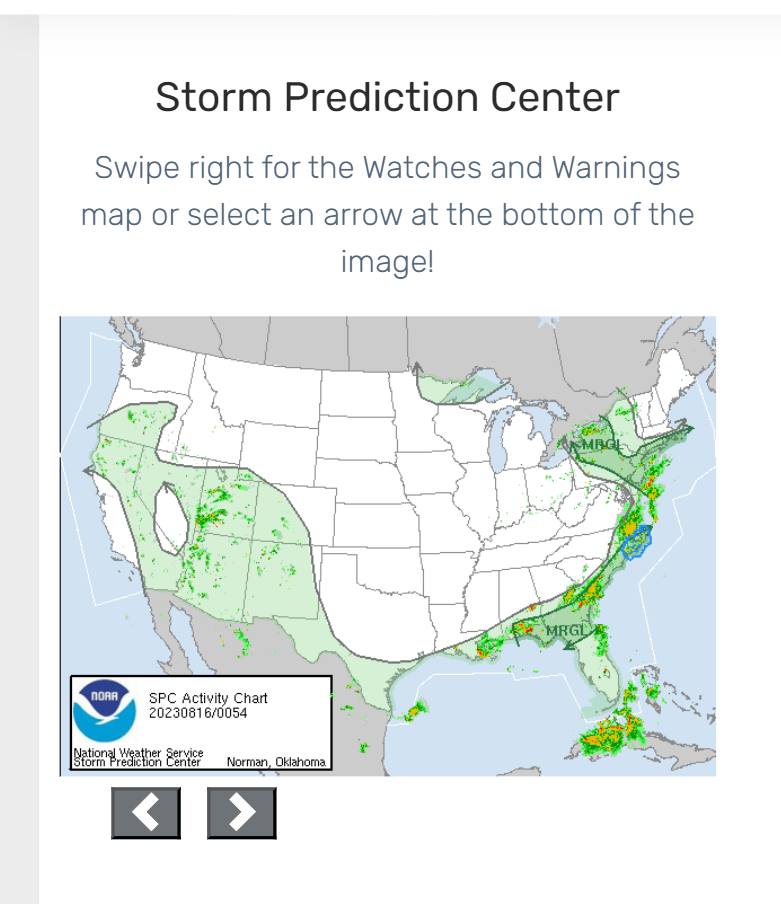 Storm Prediction Center
Swipe right for the Watches and Warnings
map or select an arrow at the bottom of the
image!
MRGL
MRGL
NOAA
SPC Activity Chart
20230816/0054
National Weather Service
Storm Prediction Center
Norman, Oklahoma